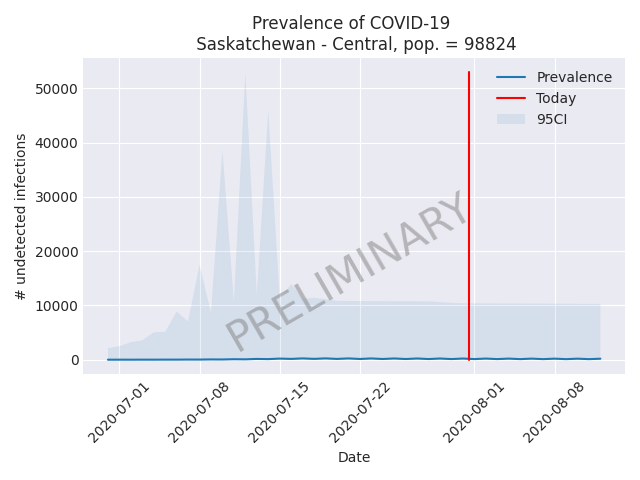 Prevalence of COVID-19
Saskatchewan - Central, pop. = 98824
# undetected infections
50000
40000
30000
20000
10000
0
Prevalence
Today
95CI
PRELIMINARY
2020-07-01
2020-07-08
2020-07-15
2020-07-22
2020-08-01
2020-08-08
Date